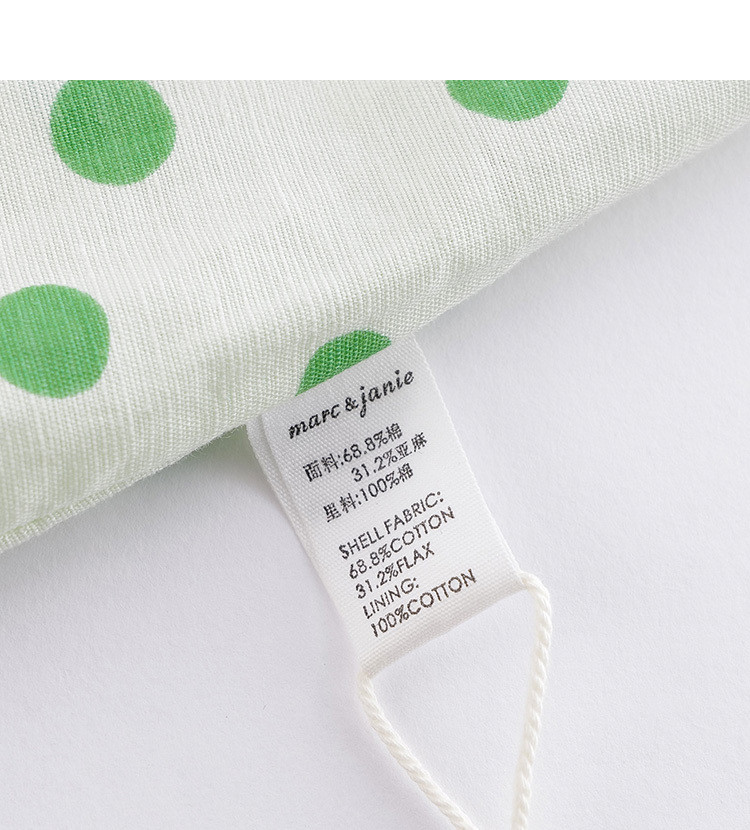 marc & janie
面料:68.8%棉
31.2%亚麻
里料:100%棉
SHELL FABRIC:
68.8%COTTON
31.2%FLAX
LINING:
100%COTTON